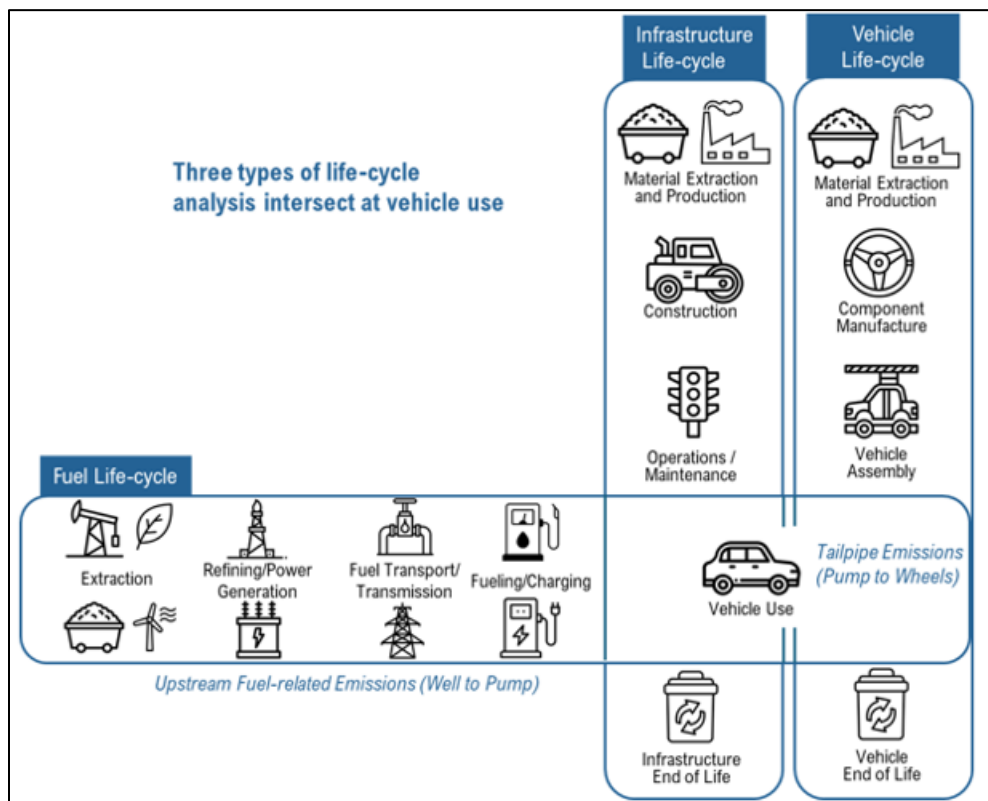 Infrastructure
Life-cycle
Vehicle
Life-cycle
Three types of life-cycle
analysis intersect at vehicle use
Material Extraction
and Production
Material Extraction
and Production
Construction
Component
Manufacture
Operations /
Maintenance
Vehicle
Assembly
Fuel Life-cycle
Extraction
Refining/Power
Generation
Fuel Transport/
Transmission
Fueling/Charging
Vehicle Use
Tailpipe Emissions
(Pump to Wheels)
Upstream Fuel-related Emissions (Well to Pump)
Infrastructure
End of Life
Vehicle
End of Life